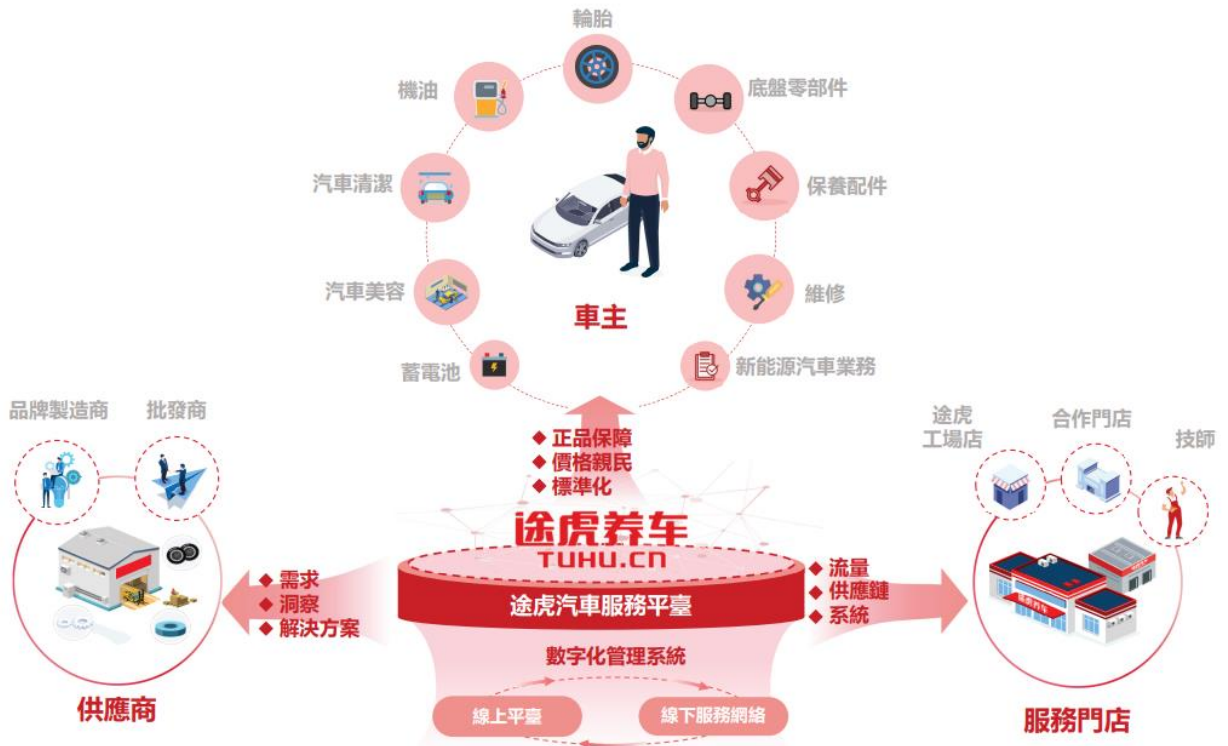 輪胎
機油
底盤零部件
汽車清潔
保養配件
汽車美容
維修
車主
蓄電池
新能源汽車業務
品牌製造商
批發商
途虎
工場店
合作門店
技師
◆ 正品保障
◆ 價格親民
◆ 標準化
途虎养车
TUHU.CN
途虎汽車服務平臺
◆ 需求
◆ 洞察
◆ 解決方案
◆ 流量
◆ 供應鏈
◆ 系統
途虎养车
數字化管理系統
線上平臺
線下服務網絡
供應商
服務門店